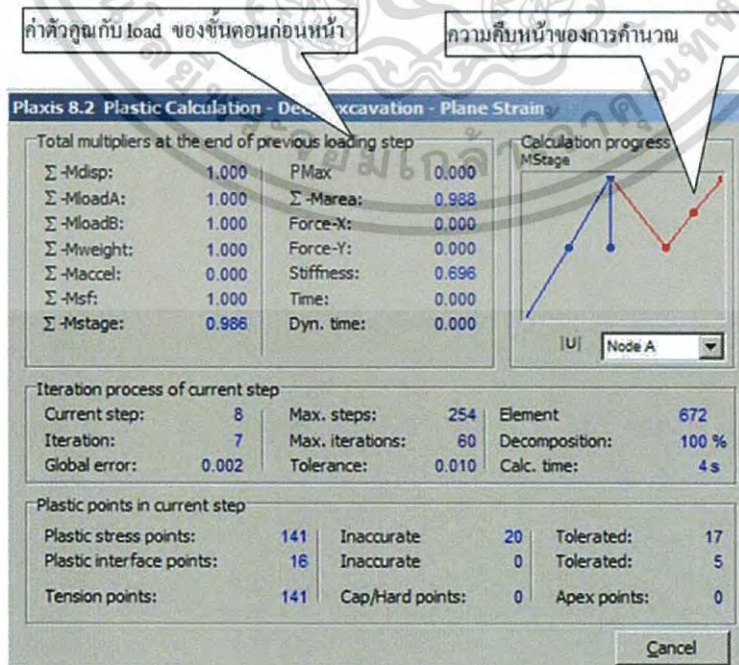 ค่าตัวคูณกับ load ของขั้นตอนก่อนหน้า
ความคืบหน้าของการคำนวณ
Plaxis 8.2 Plastic Calculation - Deep excavation - Plane Strain
Total multipliers at the end of previous loading step
Σ -Mdisp: 1.000 PMax 0.000
Σ -MloadA: 1.000 Σ -Marea: 0.988
Σ -MloadB: 1.000 Force-X: 0.000
Σ -Mweight: 1.000 Force-Y: 0.000
Σ -Maccel: 0.000 Stiffness: 0.696
Σ -Msf: 1.000 Time: 0.000
Σ -Mstage: 0.986 Dyn. time: 0.000
Calculation progress
MStage
|U| Node A
Iteration process of current step
Current step: 8 Max. steps: 254 Element 672
Iteration: 7 Max. iterations: 60 Decomposition: 100 %
Global error: 0.002 Tolerance: 0.010 Calc. time: 4 s
Plastic points in current step
Plastic stress points: 141 Inaccurate 20 Tolerated: 17
Plastic interface points: 16 Inaccurate 0 Tolerated: 5
Tension points: 141 Cap/Hard points: 0 Apex points: 0
Cancel